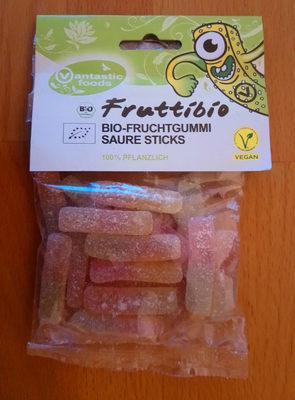 Vantastic
foods
Fruttibio
BIO
BIO-FRUCHTGUMMI
SAURE STICKS
100% PFLANZLICH
VEGAN